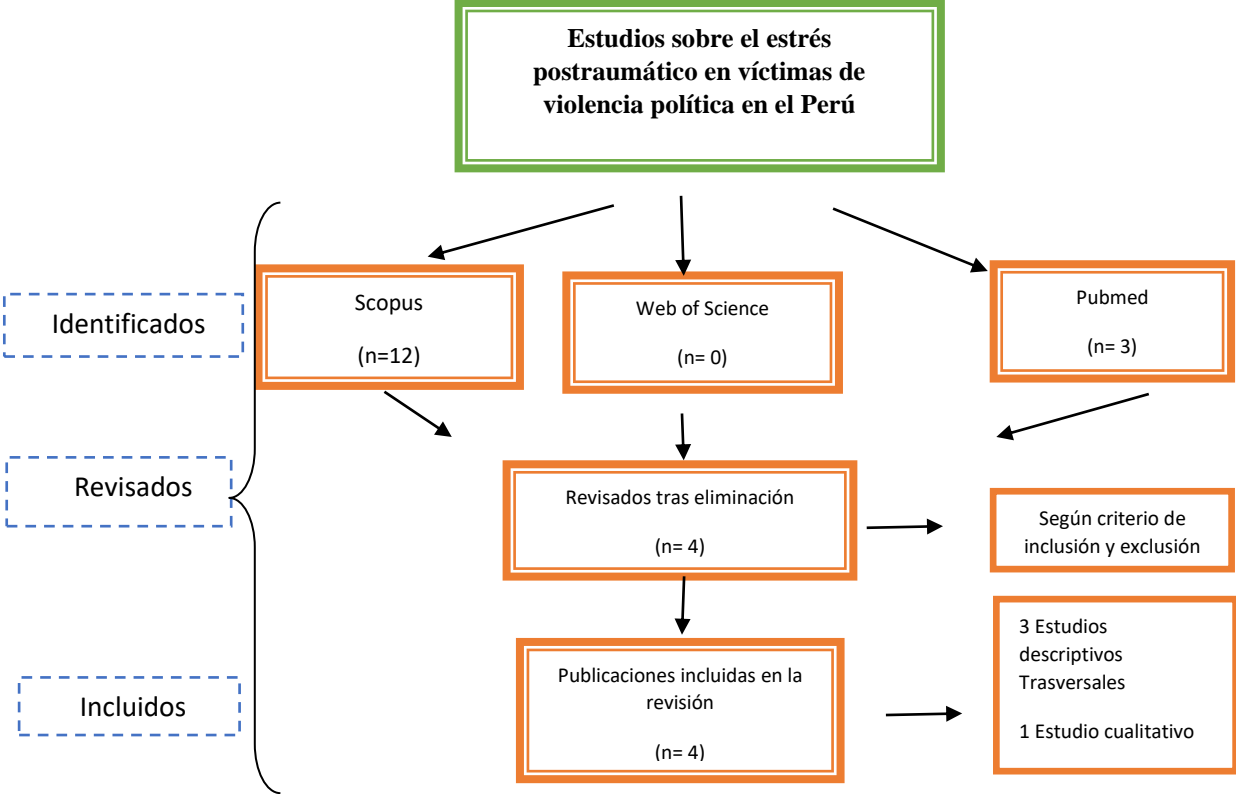 Estudios sobre el estrés
postraumático en víctimas de
violencia política en el Perú
Identificados
Scopus
(n=12)
Web of Science
(n= 0)
Pubmed
(n= 3)
Revisados
Revisados tras eliminación
(n= 4)
Según criterio de
inclusión y exclusión
Incluidos
Publicaciones incluidas en la
revisión
(n= 4)
3 Estudios
descriptivos
Trasversales
1 Estudio cualitativo